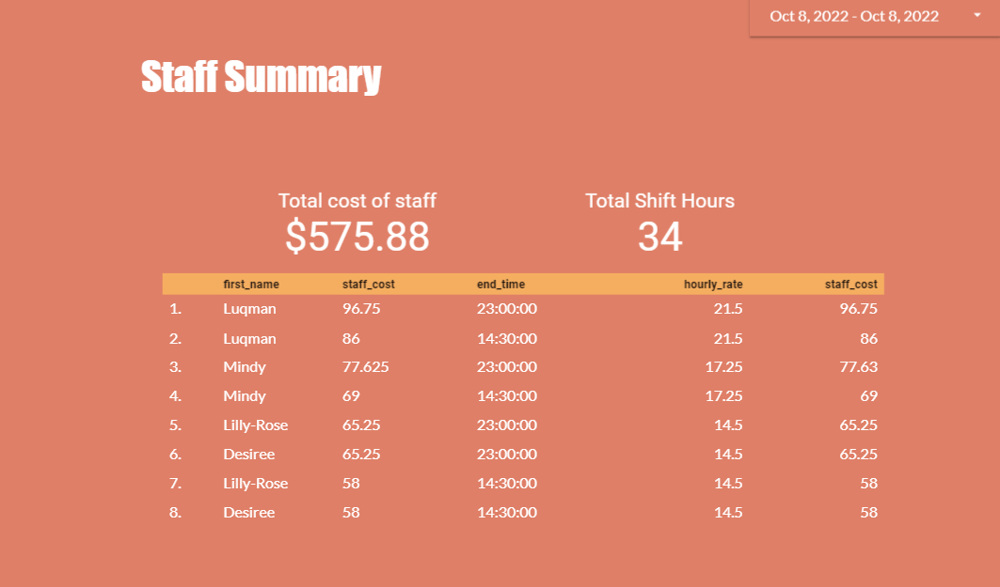 Oct 8, 2022 - Oct 8, 2022
Staff Summary
Total cost of staff Total Shift Hours
$575.88 34
first_name staff_cost end_time hourly_rate staff_cost
1. Luqman 96.75 23:00:00 21.5 96.75
2. Luqman 86 14:30:00 21.5 86
3. Mindy 77.625 23:00:00 17.25 77.63
4. Mindy 69 14:30:00 17.25 69
5. Lilly-Rose 65.25 23:00:00 14.5 65.25
6. Desiree 65.25 23:00:00 14.5 65.25
7. Lilly-Rose 58 14:30:00 14.5 58
8. Desiree 58 14:30:00 14.5 58